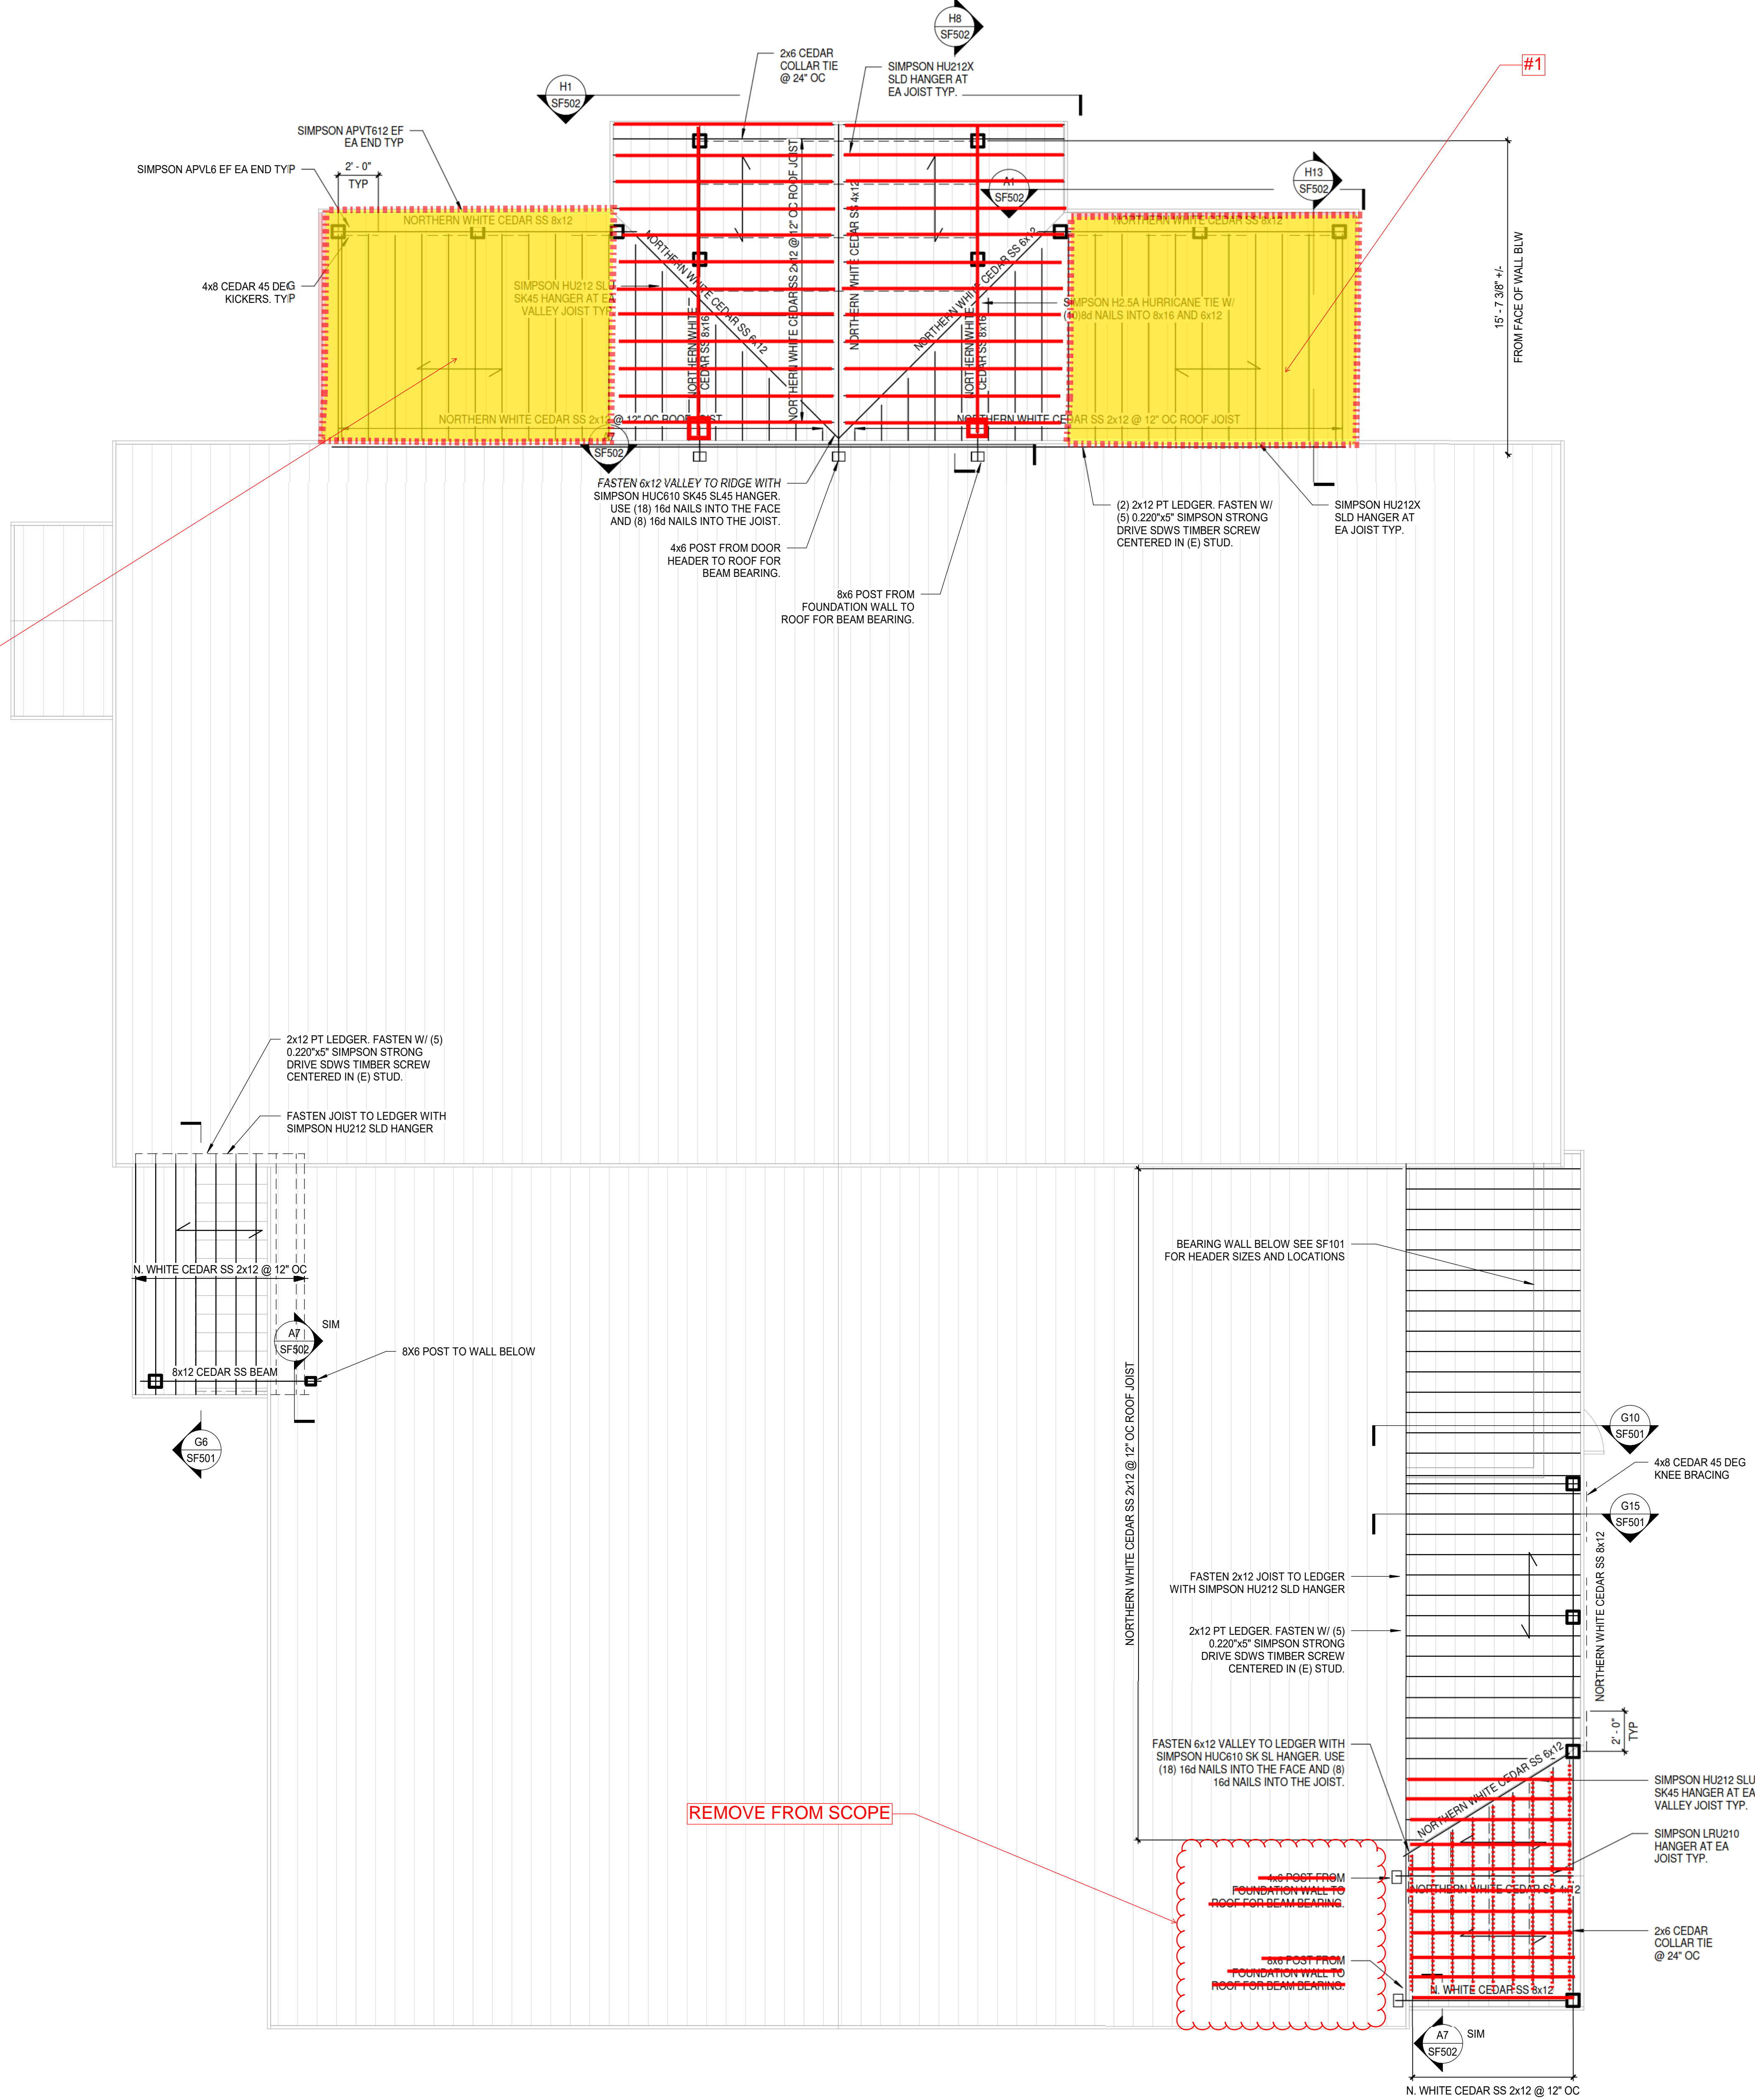 H8
SF502
2x6 CEDAR
COLLAR TIE
@ 24" OC
SIMPSON HU212X
SLD HANGER AT
EA JOIST TYP.
#1
H1
SF502
SIMPSON APVT612 EF
EA END TYP
SIMPSON APVL6 EF EA END TYP
2' - 0"
TYP
H13
SF502
A1
SF502
NORTHERN WHITE CEDAR SS 8x12
NORTHERN WHITE CEDAR SS 8x12
4x8 CEDAR 45 DEG
KICKERS. TYP
SIMPSON HU212 SLU
SK45 HANGER AT EA
VALLEY JOIST TYP.
NORTHERN WHITE CEDAR SS 6x12
NORTHERN WHITE
CEDAR SS 8x16
NORTHERN WHITE CEDAR SS 2x12 @ 12" OC ROOF JOIST
NORTHERN WHITE CEDAR SS 4x12
NORTHERN WHITE CEDAR SS 6x12
NORTHERN WHITE
CEDAR SS 8x16
SIMPSON H2.5A HURRICANE TIE W/
(10)8d NAILS INTO 8x16 AND 6x12
15' - 7 3/8" +/-
FROM FACE OF WALL BLW
NORTHERN WHITE CEDAR SS 2x12 @ 12" OC ROOF JOIST
NORTHERN WHITE CEDAR SS 2x12 @ 12" OC ROOF JOIST
SF502
FASTEN 6x12 VALLEY TO RIDGE WITH
SIMPSON HUC610 SK45 SL45 HANGER.
USE (18) 16d NAILS INTO THE FACE
AND (8) 16d NAILS INTO THE JOIST.
4x6 POST FROM DOOR
HEADER TO ROOF FOR
BEAM BEARING.
8x6 POST FROM
FOUNDATION WALL TO
ROOF FOR BEAM BEARING.
(2) 2x12 PT LEDGER. FASTEN W/
(5) 0.220"x5" SIMPSON STRONG
DRIVE SDWS TIMBER SCREW
CENTERED IN (E) STUD.
SIMPSON HU212X
SLD HANGER AT
EA JOIST TYP.
2x12 PT LEDGER. FASTEN W/ (5)
0.220"x5" SIMPSON STRONG
DRIVE SDWS TIMBER SCREW
CENTERED IN (E) STUD.
FASTEN JOIST TO LEDGER WITH
SIMPSON HU212 SLD HANGER
N. WHITE CEDAR SS 2x12 @ 12" OC
A7
SF502
SIM
8x12 CEDAR SS BEAM
8X6 POST TO WALL BELOW
G6
SF501
BEARING WALL BELOW SEE SF101
FOR HEADER SIZES AND LOCATIONS
NORTHERN WHITE CEDAR SS 2x12 @ 12" OC ROOF JOIST
G10
SF501
4x8 CEDAR 45 DEG
KNEE BRACING
G15
SF501
FASTEN 2x12 JOIST TO LEDGER
WITH SIMPSON HU212 SLD HANGER
NORTHERN WHITE CEDAR SS 8x12
2x12 PT LEDGER. FASTEN W/ (5)
0.220"x5" SIMPSON STRONG
DRIVE SDWS TIMBER SCREW
CENTERED IN (E) STUD.
2' - 0"
TYP
FASTEN 6x12 VALLEY TO LEDGER WITH
SIMPSON HUC610 SK SL HANGER. USE
(18) 16d NAILS INTO THE FACE AND (8)
16d NAILS INTO THE JOIST.
NORTHERN WHITE CEDAR SS 6x12
SIMPSON HU212 SLU
SK45 HANGER AT EA
VALLEY JOIST TYP.
REMOVE FROM SCOPE
SIMPSON LRU210
HANGER AT EA
JOIST TYP.
4x6 POST FROM
FOUNDATION WALL TO
ROOF FOR BEAM BEARING.
NORTHERN WHITE CEDAR SS 4x12
2x6 CEDAR
COLLAR TIE
@ 24" OC
8x6 POST FROM
FOUNDATION WALL TO
ROOF FOR BEAM BEARING.
N. WHITE CEDAR SS 8x12
A7
SF502
SIM
N. WHITE CEDAR SS 2x12 @ 12" OC